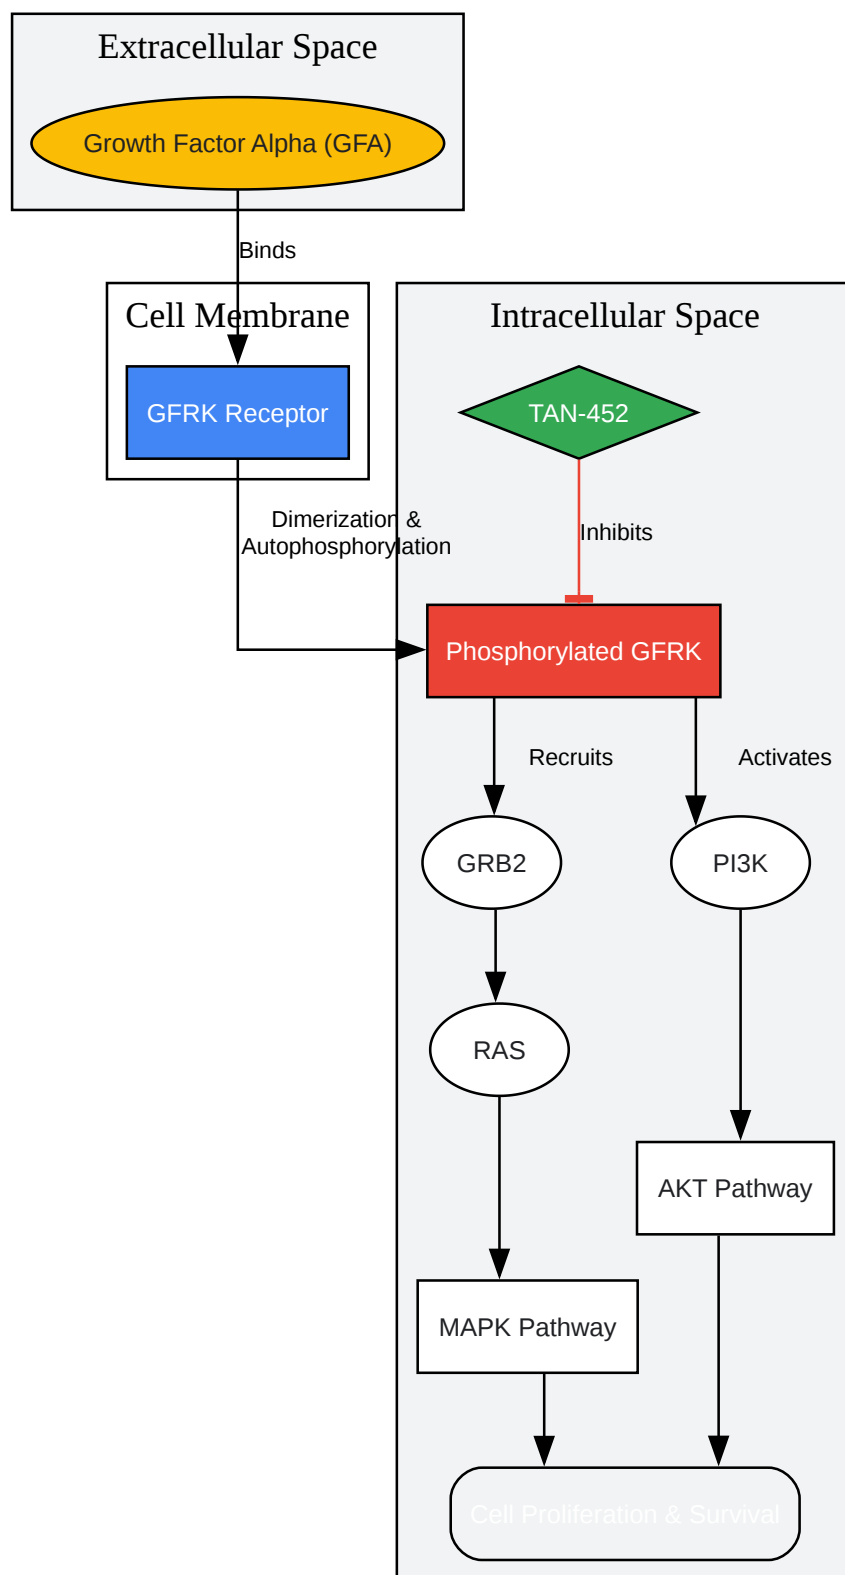 Extracellular Space
Growth Factor Alpha (GFA)
Binds
Cell Membrane
GFRK Receptor
Intracellular Space
TAN-452
Dimerization &
Autophosphorylation
Inhibits
Phosphorylated GFRK
Recruits
Activates
GRB2
PI3K
RAS
AKT Pathway
MAPK Pathway
Cell Proliferation & Survival